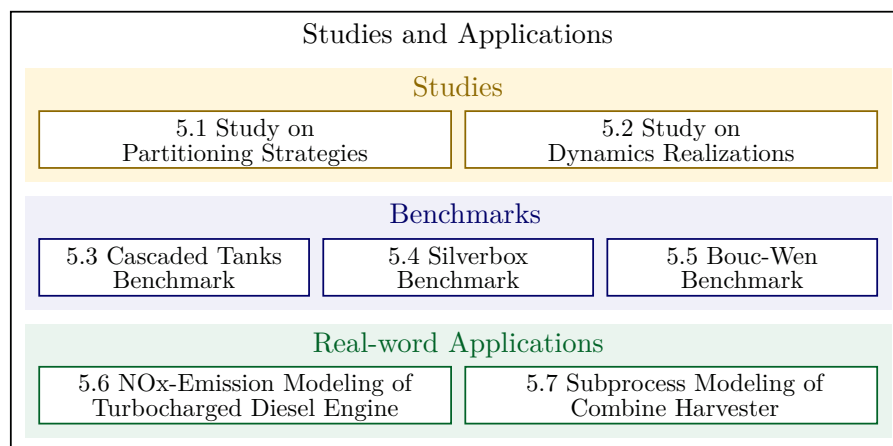 Studies and Applications
Studies
5.1 Study on
Partitioning Strategies
5.2 Study on
Dynamics Realizations
Benchmarks
5.3 Cascaded Tanks
Benchmark
5.4 Silverbox
Benchmark
5.5 Bouc-Wen
Benchmark
Real-word Applications
5.6 NOx-Emission Modeling of
Turbocharged Diesel Engine
5.7 Subprocess Modeling of
Combine Harvester